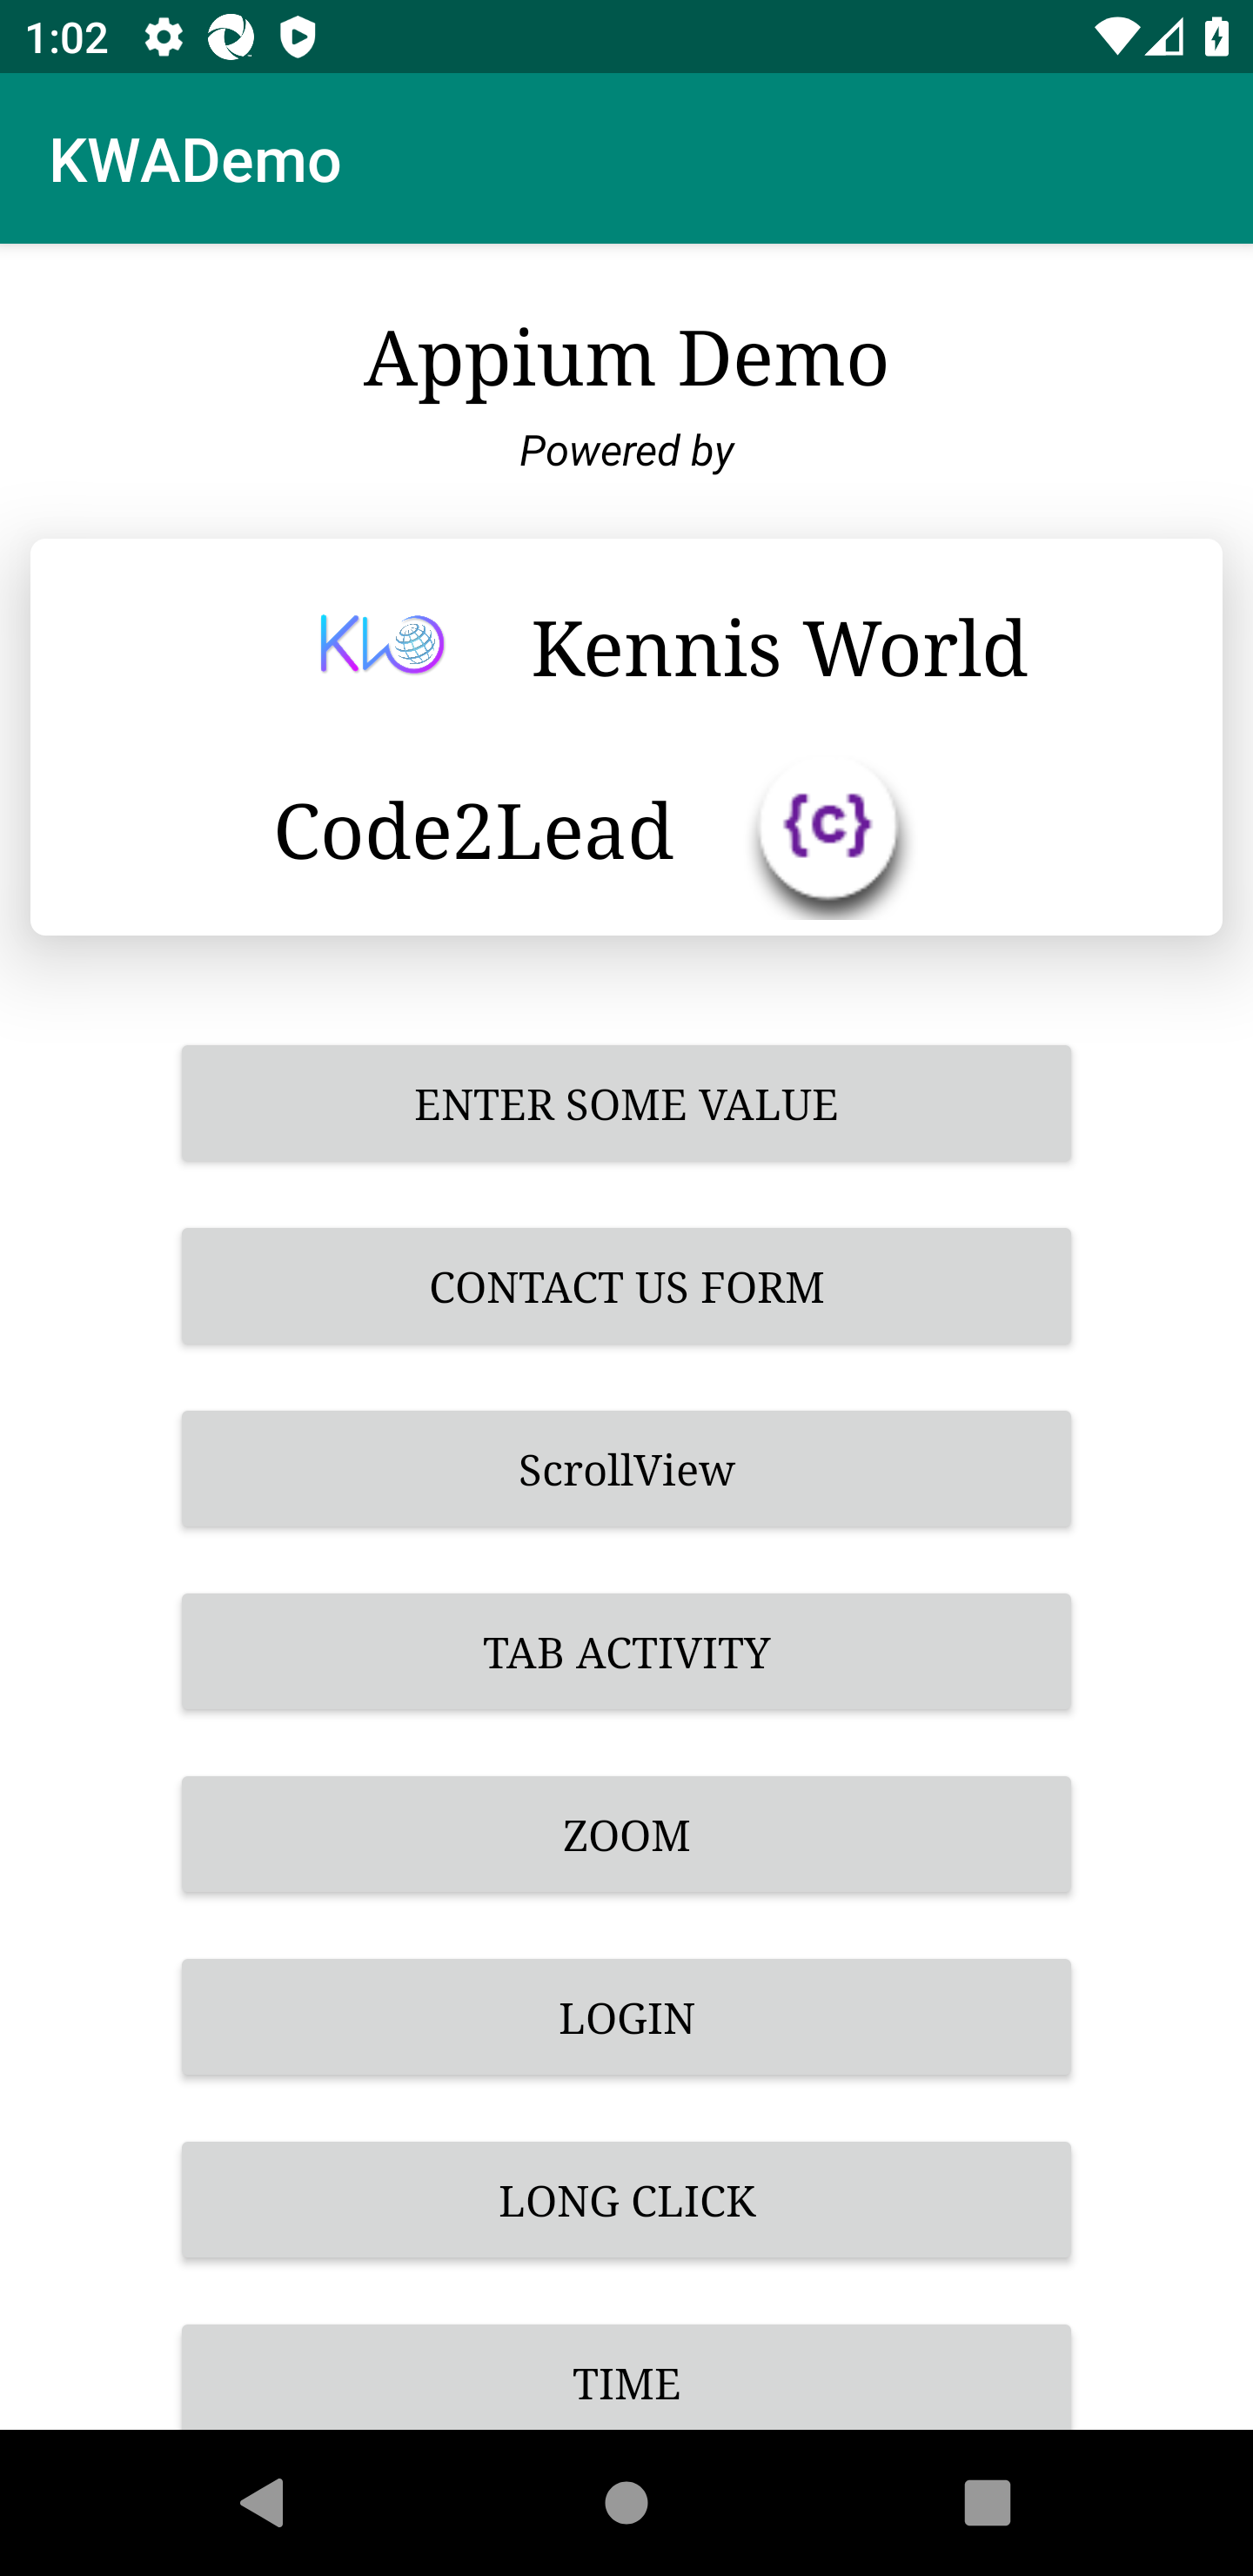 1:02
KWADemo
Appium Demo
Powered by
Kennis World
Code2Lead
{c}
ENTER SOME VALUE
CONTACT US FORM
ScrollView
TAB ACTIVITY
ZOOM
LOGIN
LONG CLICK
TIME